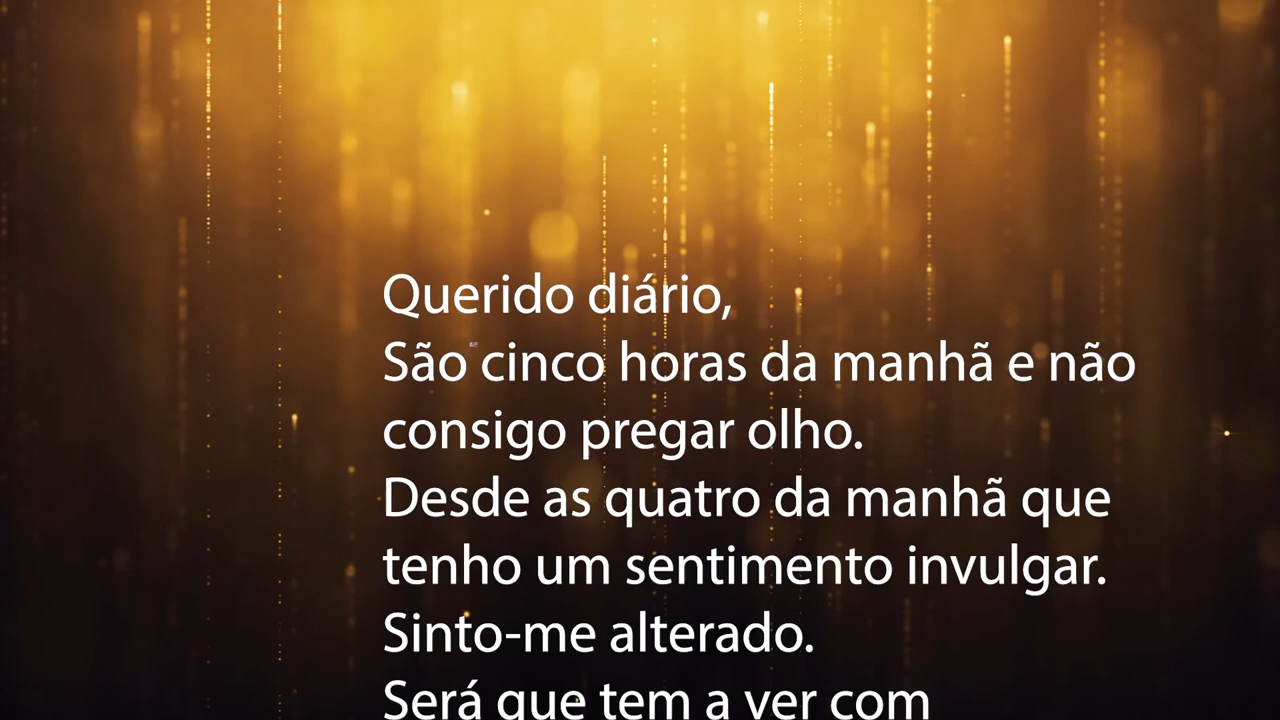 Querido diário,
São cinco horas da manhã e não
consigo pregar olho.
Desde as quatro da manhã que
tenho um sentimento invulgar.
Sinto-me alterado.
Será que tem a ver com